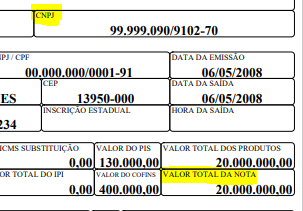 CNPJ
99.999.090/9102-70
NPJ / CPF
DATA DA EMISSÃO
00.000.000/0001-91
06/05/2008
CEP
DATA DA SAÍDA
ES
13950-000
06/05/2008
INSCRIÇÃO ESTADUAL
HORA DA SAÍDA
234
ICMS SUBSTITUIÇÃO
VALOR DO PIS
VALOR TOTAL DOS PRODUTOS
0,00
130.000,00
20.000.000,00
OR TOTAL DO IPI
VALOR DO COFINS
VALOR TOTAL DA NOTA
0,00
400.000,00
20.000.000,00